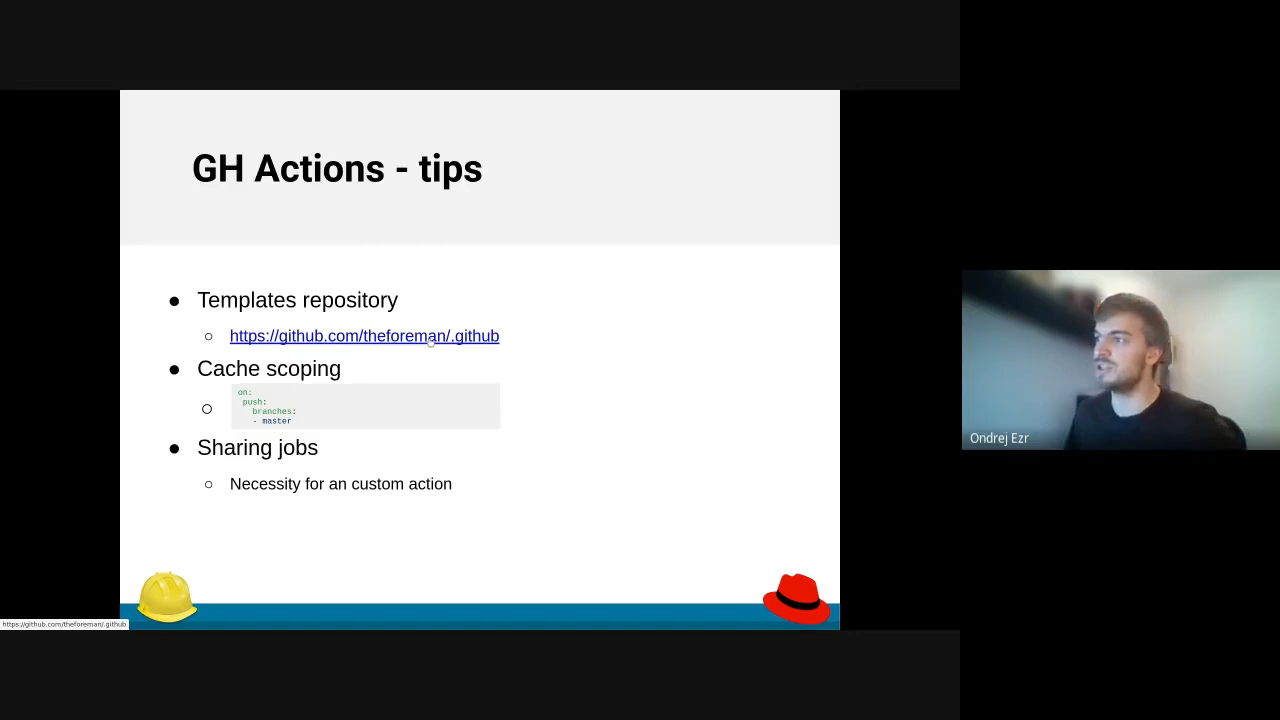 GH Actions - tips
● Templates repository
○ https://github.com/theforeman/.github
● Cache scoping
○ on:
push:
branches:
- master
● Sharing jobs
○ Necessity for an custom action
https://github.com/theforeman/.github
Ondrej Ezr